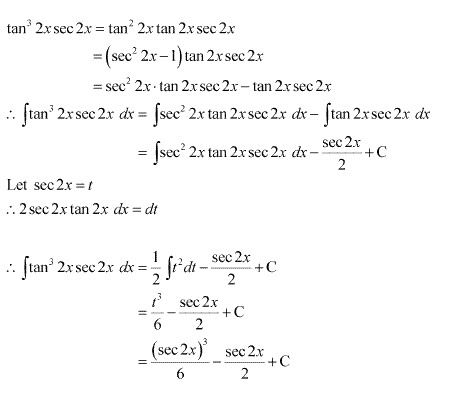 tan³ 2x sec 2x = tan² 2x tan 2x sec 2x
= (sec² 2x − 1) tan 2x sec 2x
= sec² 2x · tan 2x sec 2x − tan 2x sec 2x
∴ ∫tan³ 2x sec 2x dx = ∫sec² 2x tan 2x sec 2x dx − ∫tan 2x sec 2x dx
= ∫sec² 2x tan 2x sec 2x dx − (sec 2x)/2 + C
Let sec 2x = t
∴ 2 sec 2x tan 2x dx = dt
∴ ∫tan³ 2x sec 2x dx = 1/2 ∫t² dt − (sec 2x)/2 + C
= t³/6 − (sec 2x)/2 + C
= (sec 2x)³/6 − (sec 2x)/2 + C